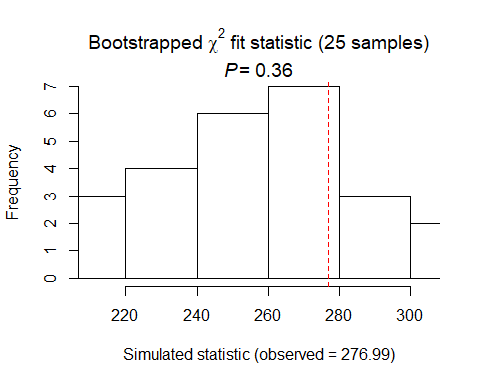 Bootstrapped χ² fit statistic (25 samples)
P = 0.36
Frequency
7
6
5
4
3
2
1
0
220 240 260 280 300
Simulated statistic (observed = 276.99)